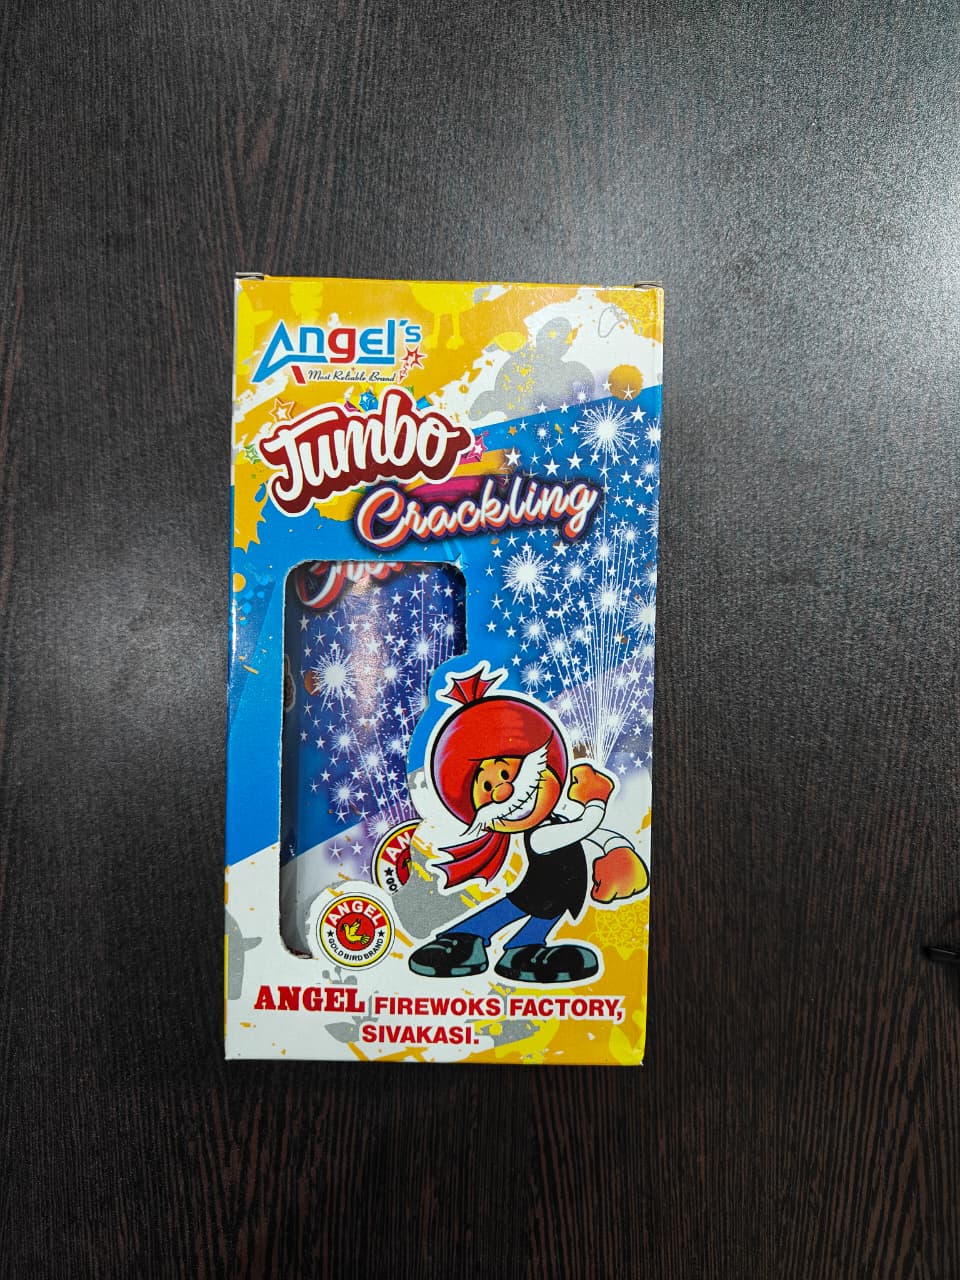 Angel's
Most Reliable Brand
Jumbo
Crackling
ANGEL
GOLD BIRD BRAND
ANGEL FIREWOKS FACTORY,
SIVAKASI.